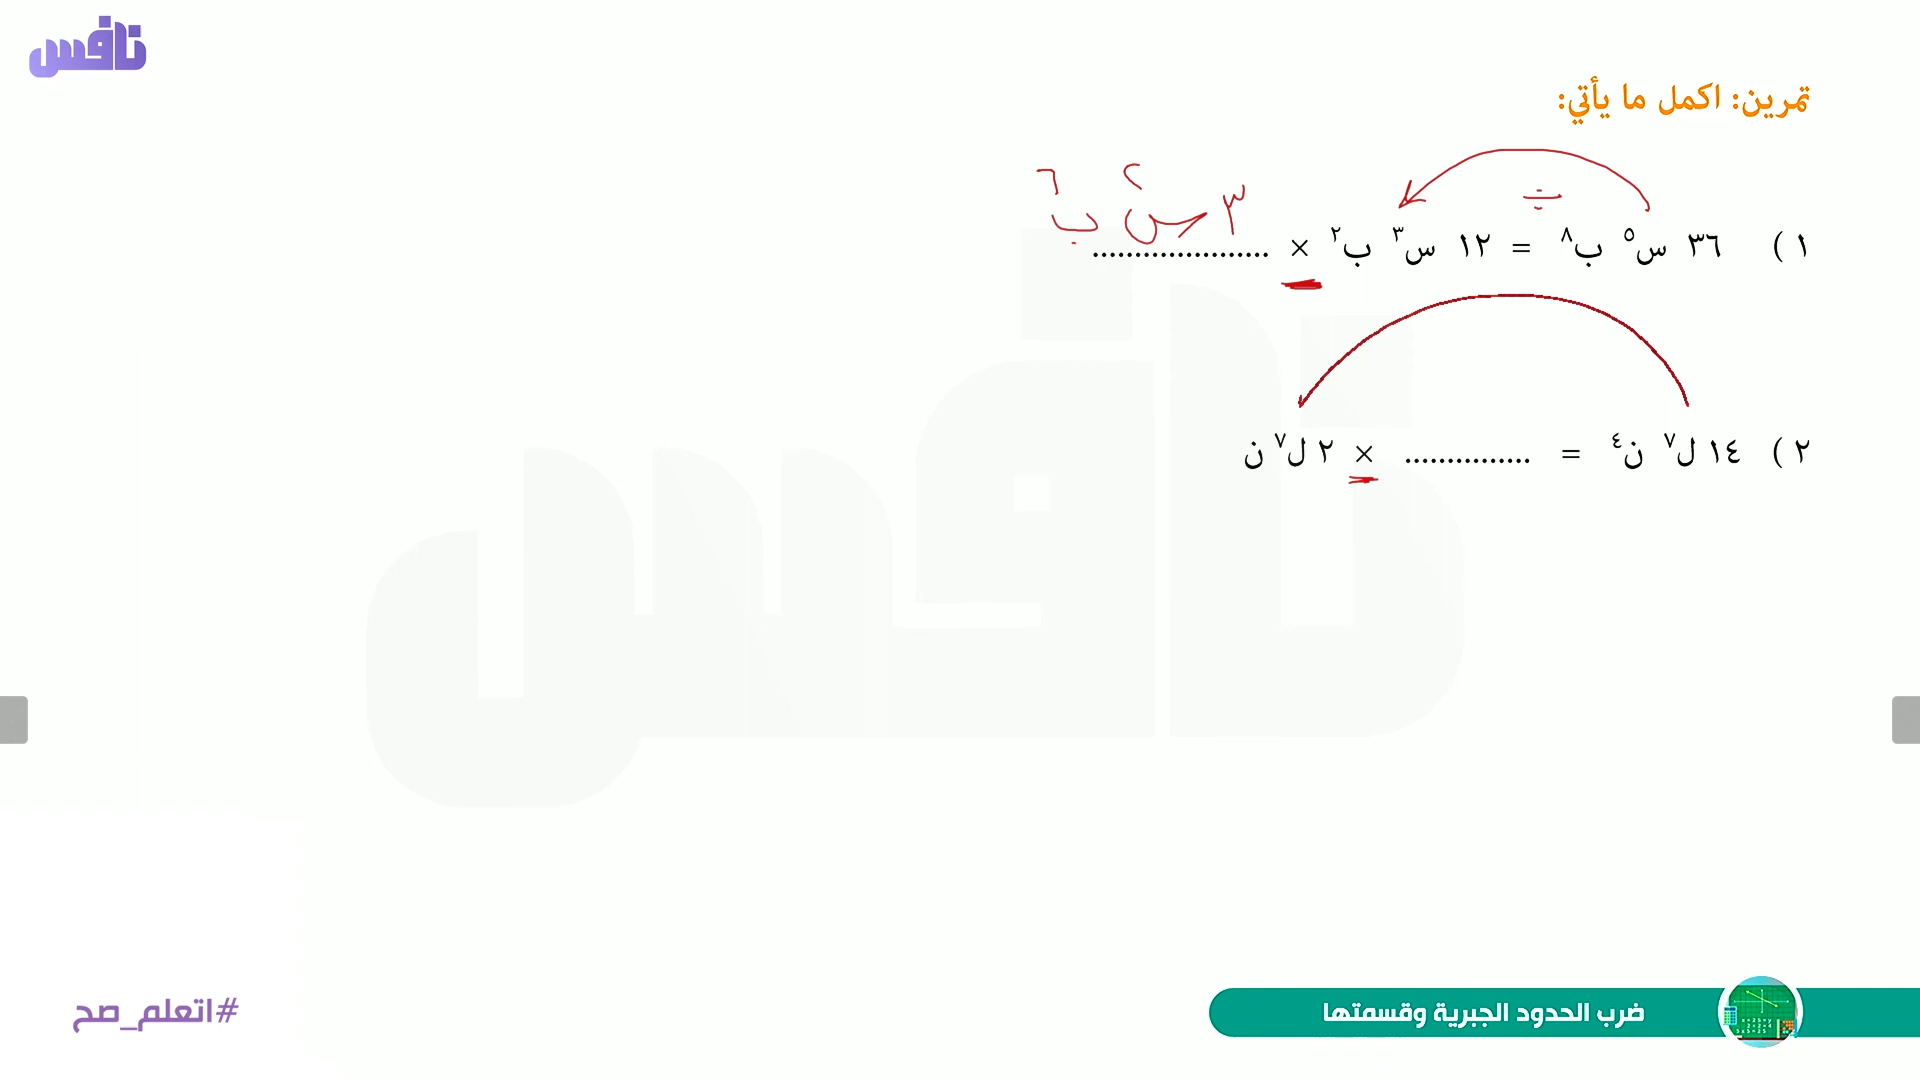 نافس
تمرين: اكمل ما يأتي:
٣ س٢ ب٦
÷
١ ) ٣٦ س٥ ب٨ = ١٢ س٣ ب٢ × .....................
٢ ) ١٤ ل٧ ن٤ = ............... × ٢ ل٧ ن
ضرب الحدود الجبرية وقسمتها
#اتعلم_صح